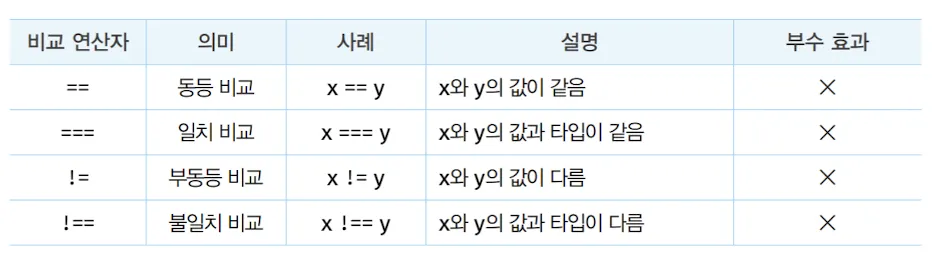 비교 연산자 의미 사례 설명 부수 효과
== 동등 비교 x == y x와 y의 값이 같음 ×
=== 일치 비교 x === y x와 y의 값과 타입이 같음 ×
!= 부동등 비교 x != y x와 y의 값이 다름 ×
!== 불일치 비교 x !== y x와 y의 값과 타입이 다름 ×